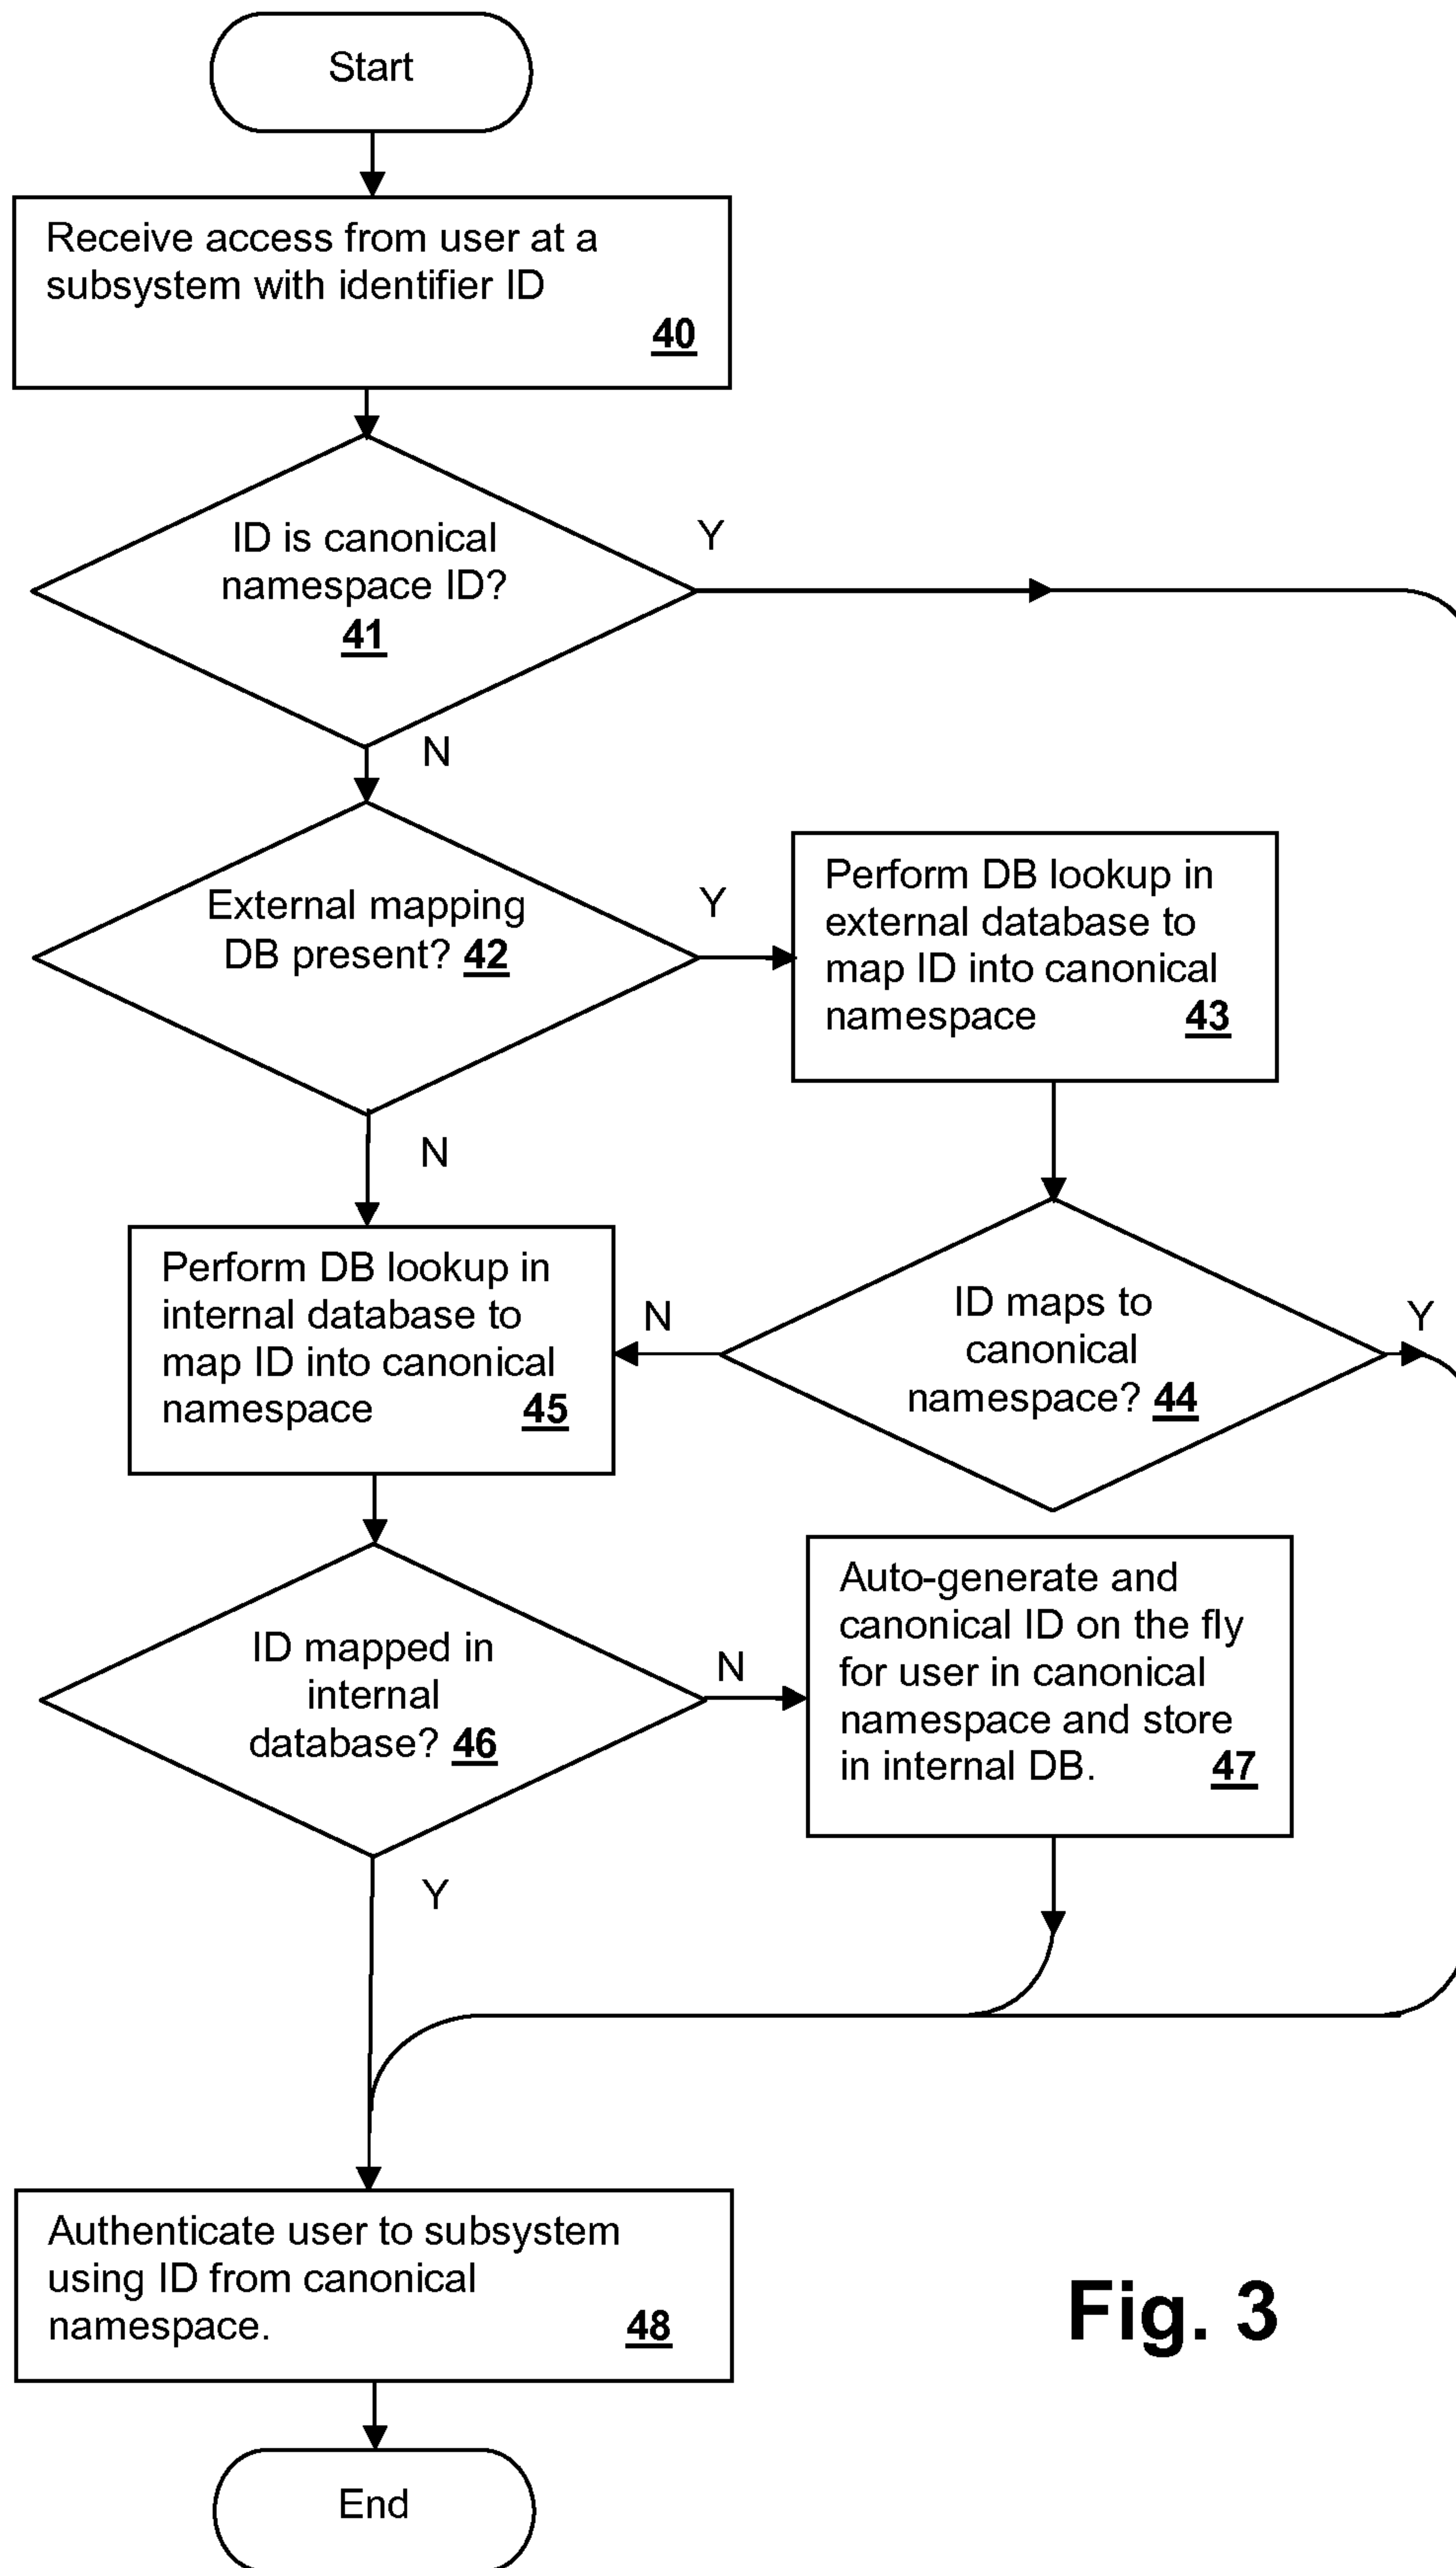 Start
Receive access from user at a
subsystem with identifier ID
40
ID is canonical
namespace ID?
41
Y
N
External mapping
DB present? 42
Y
N
Perform DB lookup in
external database to
map ID into canonical
namespace 43
Perform DB lookup in
internal database to
map ID into canonical
namespace 45
N
ID maps to
canonical
namespace? 44
Y
ID mapped in
internal
database? 46
N
Y
Auto-generate and
canonical ID on the fly
for user in canonical
namespace and store
in internal DB. 47
Authenticate user to subsystem
using ID from canonical
namespace. 48
Fig. 3
End